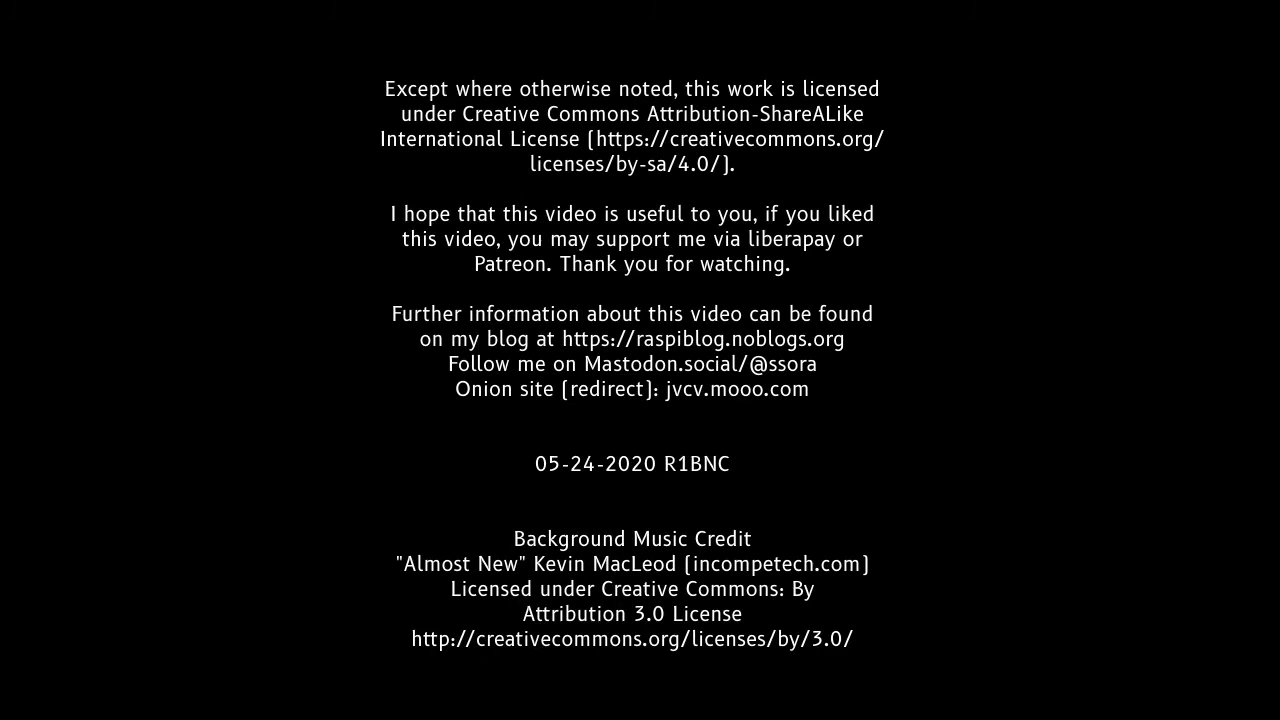 Except where otherwise noted, this work is licensed
under Creative Commons Attribution-ShareALike
International License (https://creativecommons.org/
licenses/by-sa/4.0/).
I hope that this video is useful to you, if you liked
this video, you may support me via liberapay or
Patreon. Thank you for watching.
Further information about this video can be found
on my blog at https://raspiblog.noblogs.org
Follow me on Mastodon.social/@ssora
Onion site (redirect): jvcv.mooo.com
05-24-2020 R1BNC
Background Music Credit
"Almost New" Kevin MacLeod (incompetech.com)
Licensed under Creative Commons: By
Attribution 3.0 License
http://creativecommons.org/licenses/by/3.0/